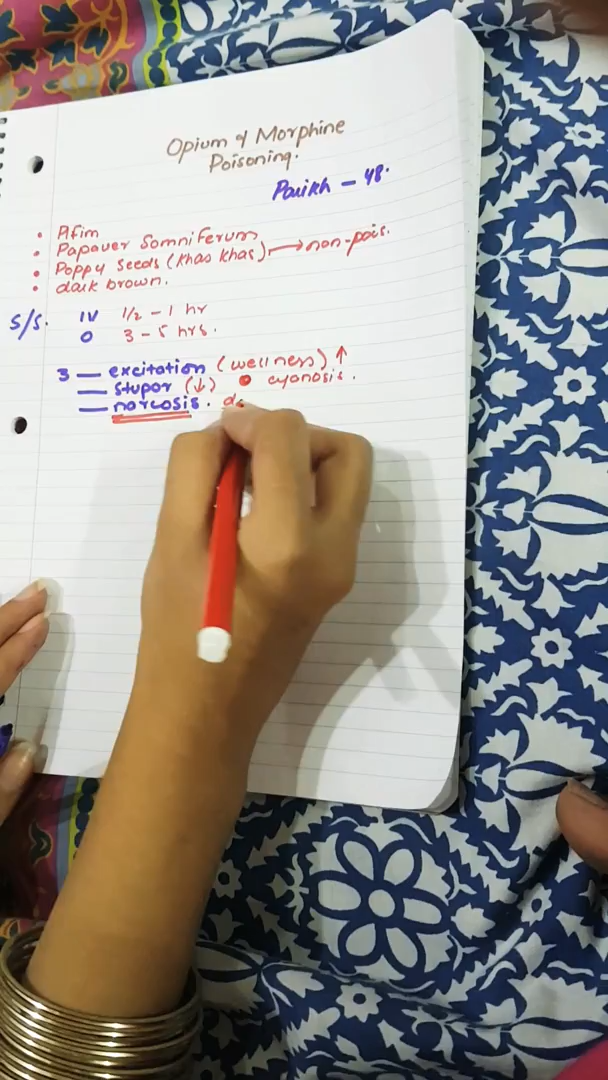 Opium & Morphine
Poisoning.
Parikh - 48.
• Afim
• Papaver Somniferum
• Poppy Seeds (Khas Khas) → non-pois.
• dark brown.
S/S. IV 1/2 - 1 hr
O 3 - 5 hrs.
3 — excitation (wellness) ↑
— Stupor (↓) • cyanosis.
— narcosis.